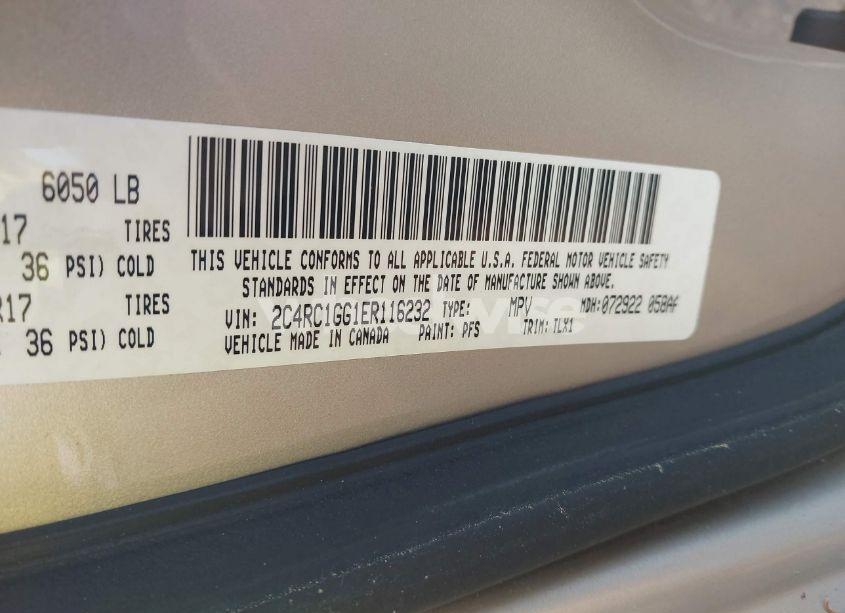 6050 LB
17 TIRES
36 PSI) COLD
R17 TIRES
36 PSI) COLD
THIS VEHICLE CONFORMS TO ALL APPLICABLE U.S.A. FEDERAL MOTOR VEHICLE SAFETY
STANDARDS IN EFFECT ON THE DATE OF MANUFACTURE SHOWN ABOVE.
VIN: 2C4RC1GG1ER116232 TYPE: MPV MDH:072922 058AF
VEHICLE MADE IN CANADA PAINT: PFS TRIM: TLX1